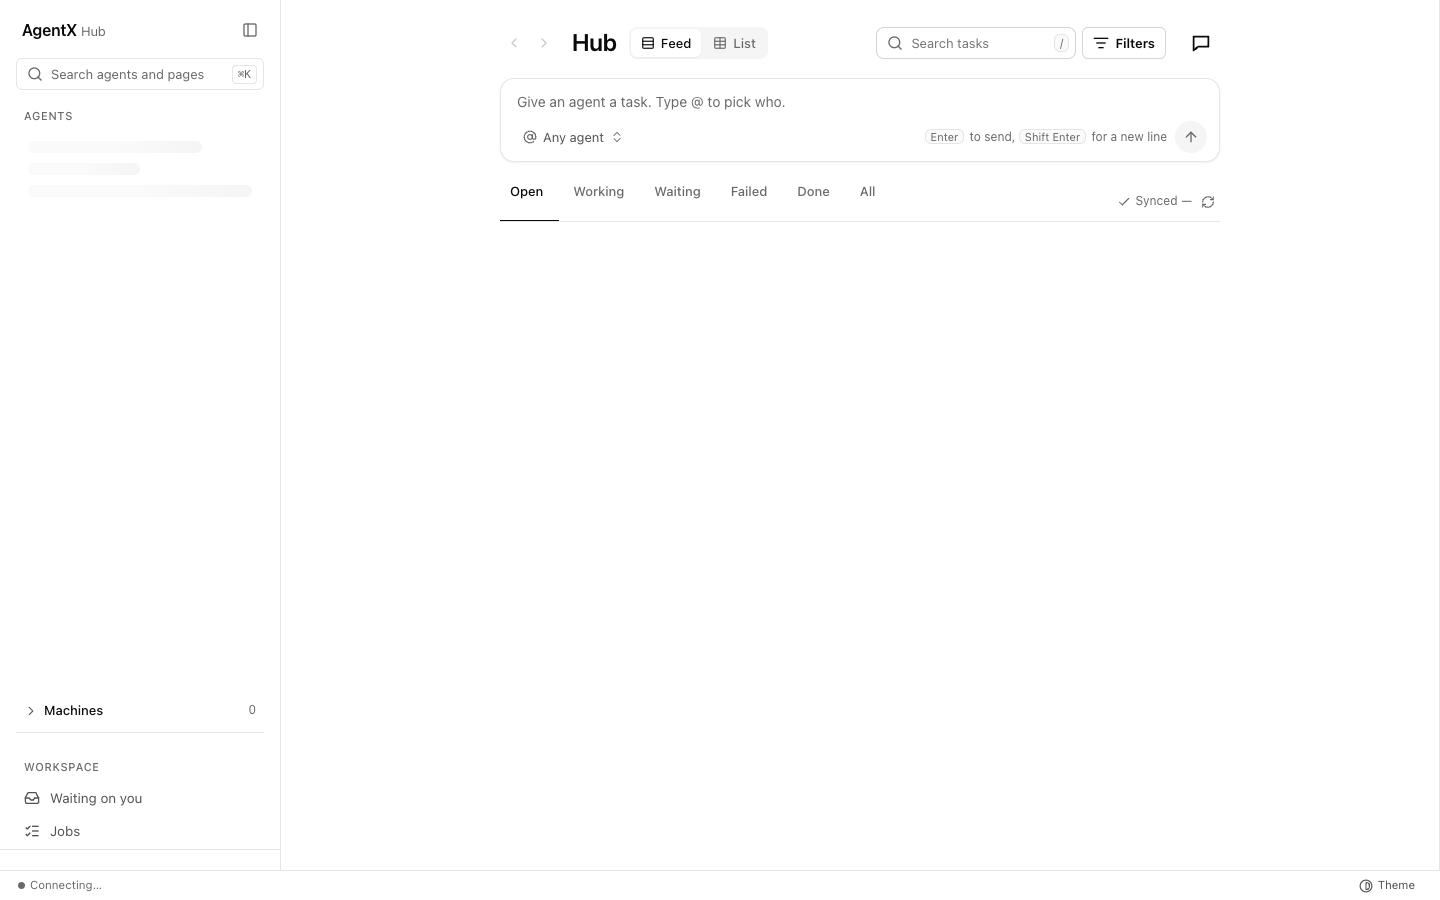 AgentX Hub
Search agents and pages ⌘K
AGENTS
Machines 0
WORKSPACE
Waiting on you
Jobs
Hub Feed List
Search tasks / Filters
Give an agent a task. Type @ to pick who.
Any agent Enter to send, Shift Enter for a new line
Open Working Waiting Failed Done All
Synced —
Connecting... Theme